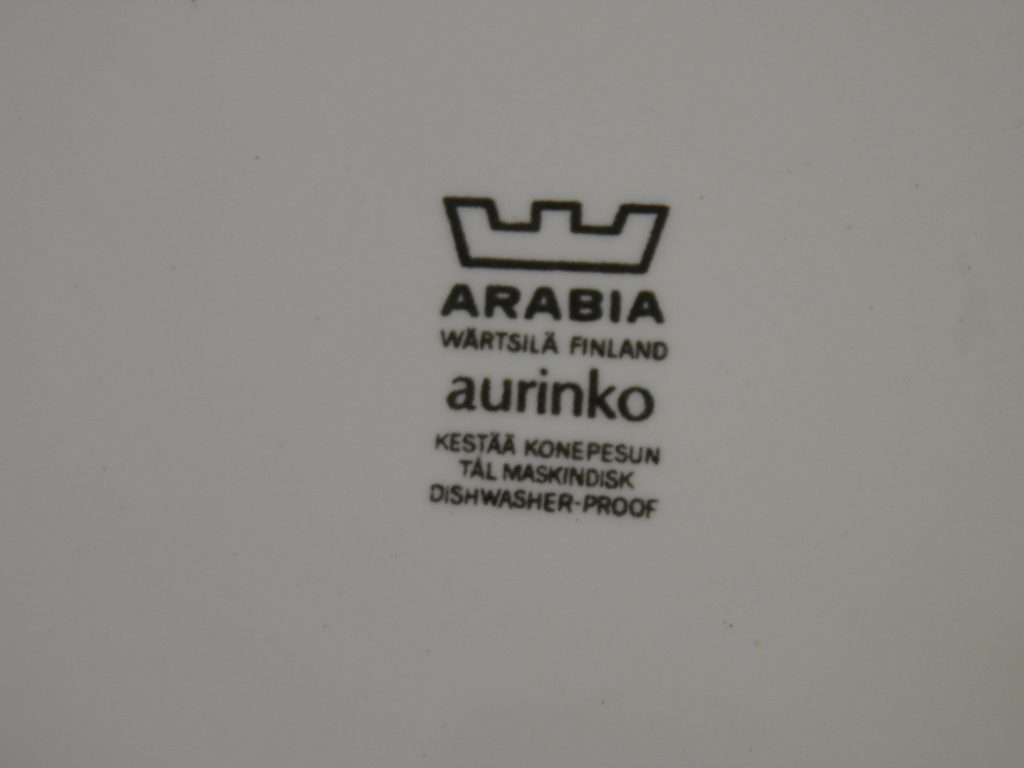 ARABIA
WÄRTSILÄ FINLAND
aurinko
KESTÄÄ KONEPESUN
TÅL MASKINDISK
DISHWASHER-PROOF